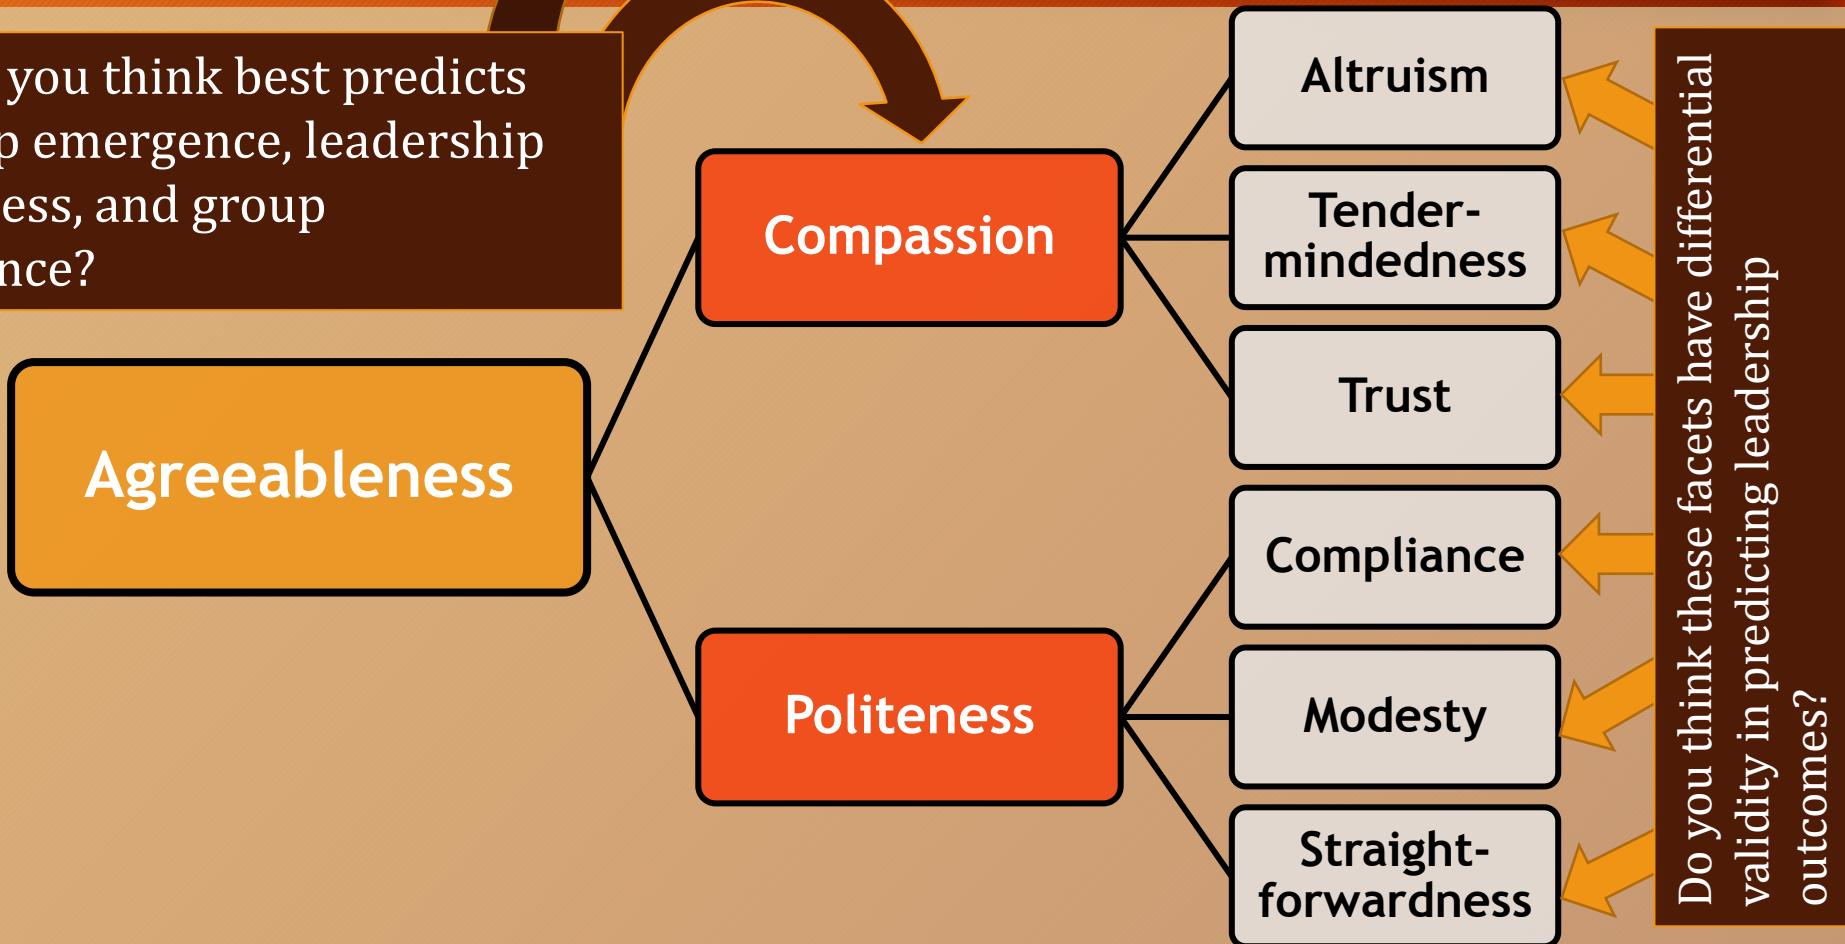 you think best predicts
p emergence, leadership
ess, and group
nce?
Agreeableness
Compassion
Politeness
Altruism
Tender-
mindedness
Trust
Compliance
Modesty
Straight-
forwardness
Do you think these facets have differential
validity in predicting leadership
outcomes?